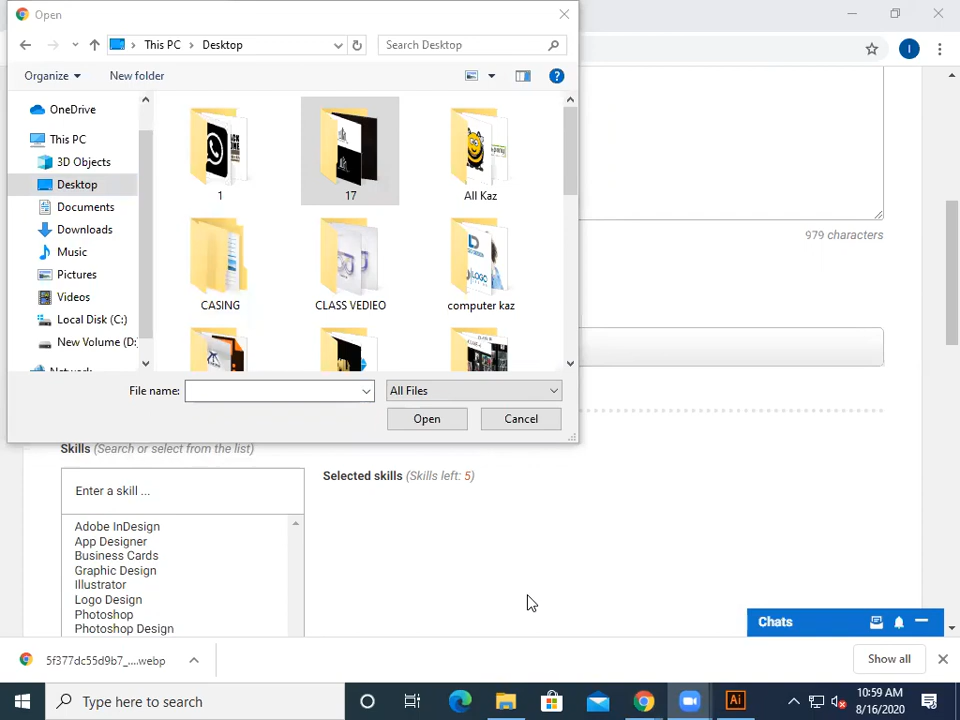 Open
This PC > Desktop
Search Desktop
Organize
New folder
OneDrive
This PC
3D Objects
Desktop
Documents
Downloads
Music
Pictures
Videos
Local Disk (C:)
New Volume (D:
1
17
All Kaz
CASING
CLASS VEDIEO
computer kaz
File name:
All Files
Open
Cancel
979 characters
Skills (Search or select from the list)
Enter a skill ...
Selected skills (Skills left: 5)
Adobe InDesign
App Designer
Business Cards
Graphic Design
Illustrator
Logo Design
Photoshop
Photoshop Design
Chats
5f377dc55d9b7_....webp
Show all
Type here to search
Ai
10:59 AM
8/16/2020